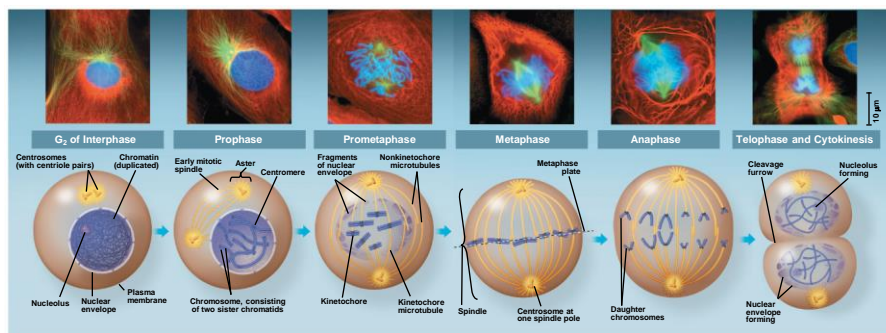 10 µm
G2 of Interphase
Prophase
Prometaphase
Metaphase
Anaphase
Telophase and Cytokinesis
Centrosomes
(with centriole pairs)
Chromatin
(duplicated)
Early mitotic
spindle
Aster
Centromere
Fragments
of nuclear
envelope
Nonkinetochore
microtubules
Metaphase
plate
Cleavage
furrow
Nucleolus
forming
Nucleolus
Nuclear
envelope
Plasma
membrane
Chromosome, consisting
of two sister chromatids
Kinetochore
Kinetochore
microtubule
Spindle
Centrosome at
one spindle pole
Daughter
chromosomes
Nuclear
envelope
forming